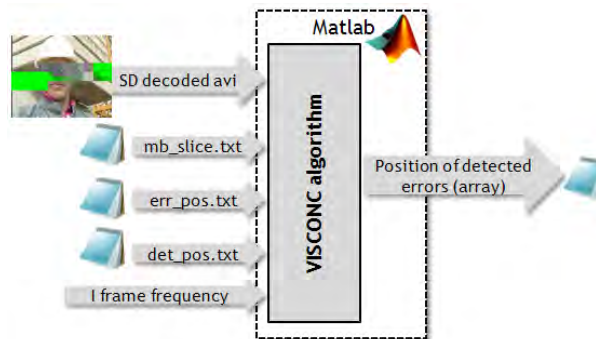 Matlab
SD decoded avi
mb_slice.txt
err_pos.txt
det_pos.txt
I frame frequency
VISCONC algorithm
Position of detected
errors (array)